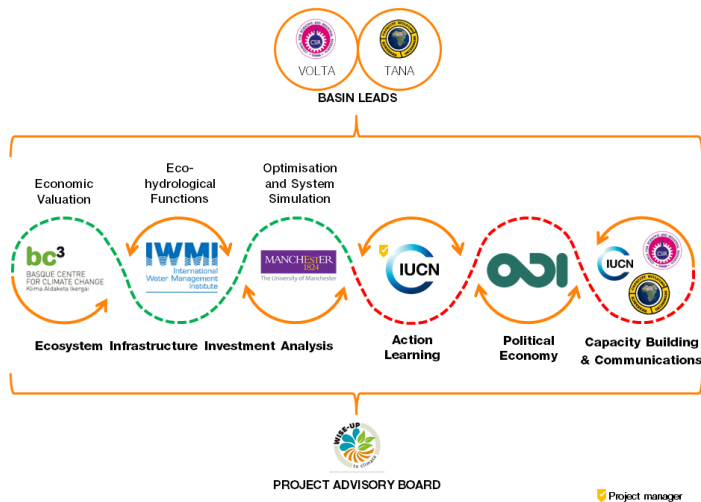 CSIR
VOLTA
TANA
BASIN LEADS
Economic
Valuation
Eco-
hydrological
Functions
Optimisation
and System
Simulation
bc3
BASQUE CENTRE
FOR CLIMATE CHANGE
Klima Aldaketa Ikergai
IWMI
International
Water Management
Institute
MANCHESTER
1824
The University of Manchester
IUCN
ODI
IUCN
Ecosystem Infrastructure Investment Analysis
Action
Learning
Political
Economy
Capacity Building
& Communications
WISE-UP
to climate
PROJECT ADVISORY BOARD
Project manager